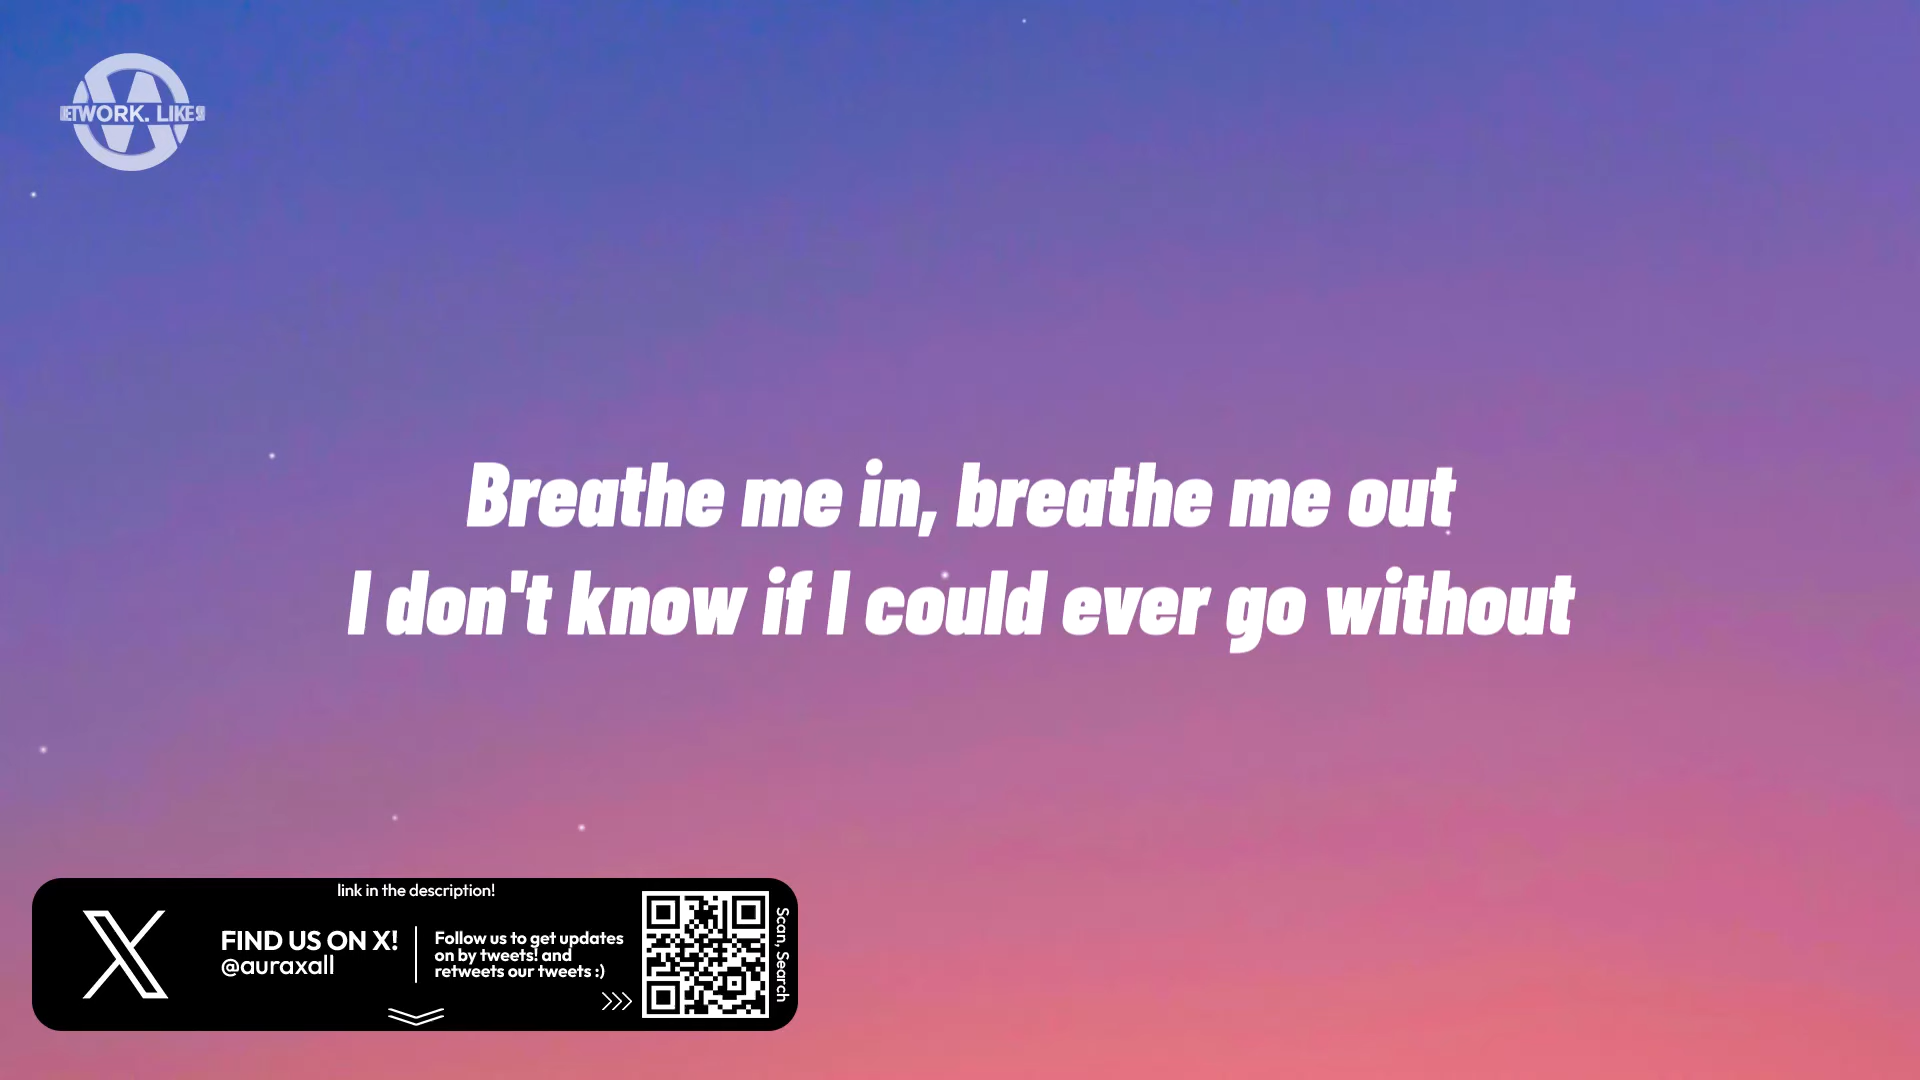 ETWORK. LIKES
Breathe me in, breathe me out
I don't know if I could ever go without
link in the description!
FIND US ON X!
@auraxall
Follow us to get updates
on by tweets! and
retweets our tweets :)
>>>
Scan, Search